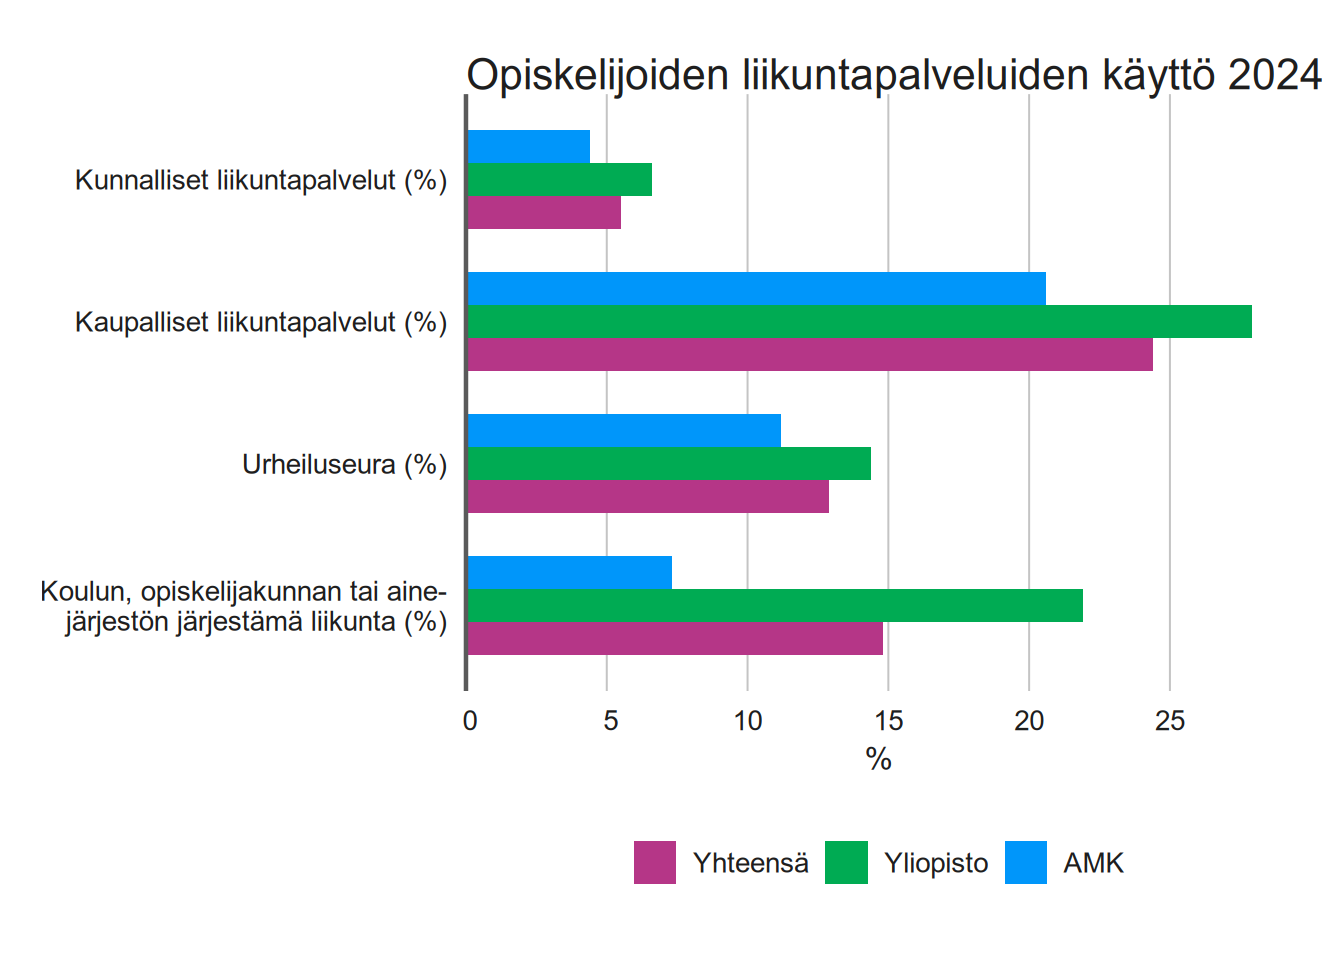 Opiskelijoiden liikuntapalveluiden käyttö 2024
Kunnalliset liikuntapalvelut (%)
Kaupalliset liikuntapalvelut (%)
Urheiluseura (%)
Koulun, opiskelijakunnan tai aine-
järjestön järjestämä liikunta (%)
0 5 10 15 20 25
%
Yhteensä Yliopisto AMK